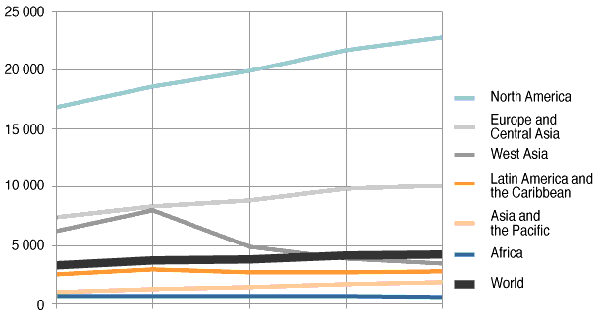 25 000
20 000
15 000
10 000
5 000
0
North America
Europe and
Central Asia
West Asia
Latin America and
the Caribbean
Asia and
the Pacific
Africa
World